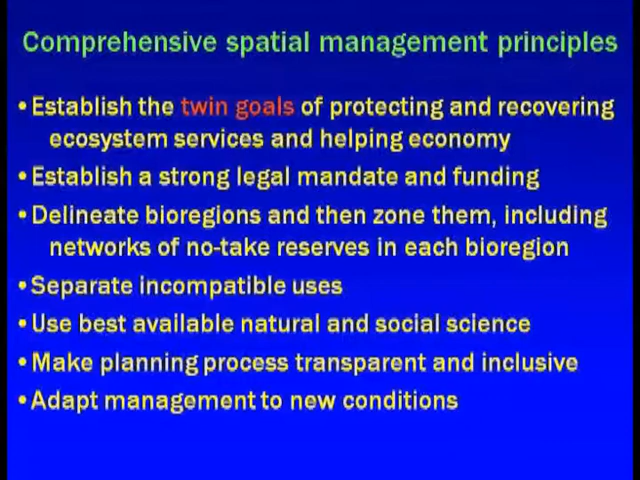 Comprehensive spatial management principles
•Establish the twin goals of protecting and recovering
ecosystem services and helping economy
•Establish a strong legal mandate and funding
•Delineate bioregions and then zone them, including
networks of no-take reserves in each bioregion
•Separate incompatible uses
•Use best available natural and social science
•Make planning process transparent and inclusive
•Adapt management to new conditions